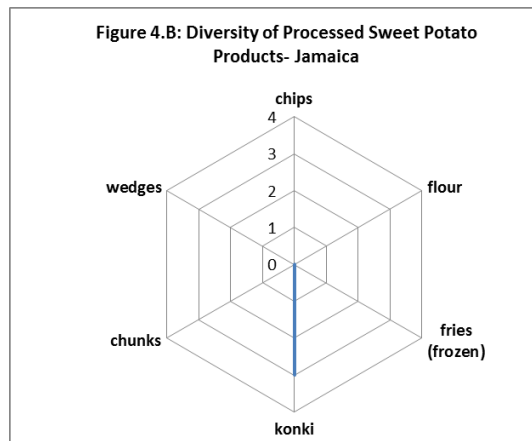 Figure 4.B: Diversity of Processed Sweet Potato
Products- Jamaica
chips
4
3
2
1
0
wedges
flour
chunks
fries
(frozen)
konki